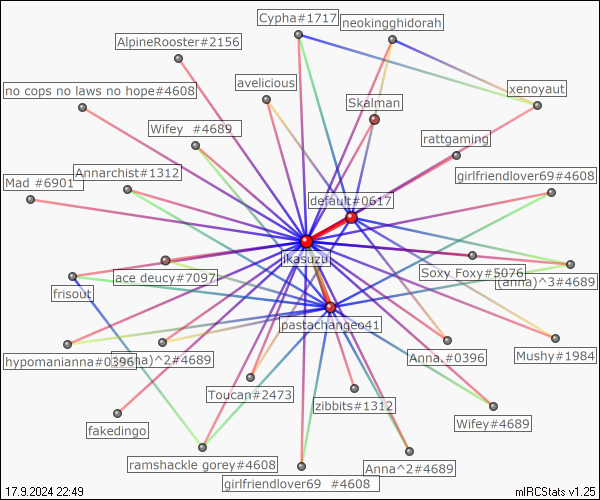 Cypha#1717
neokingghidorah
AlpineRooster#2156
avelicious
no cops no laws no hope#4608
xenoyaut
Skalman
Wifey #4689
rattgaming
Annarchist#1312
girlfriendlover69#4608
Mad #6901
default#0617
ikasuzu
ace deucy#7097
Soxy Foxy#5076
(anna)^3#4689
frisout
pastachangeo41
hypomanianna#0396
na)^2#4689
Anna.#0396
Mushy#1984
Toucan#2473
zibbits#1312
fakedingo
Wifey#4689
ramshackle gorey#4608
Anna^2#4689
girlfriendlover69 #4608
17.9.2024 22:49
mIRCStats v1.25